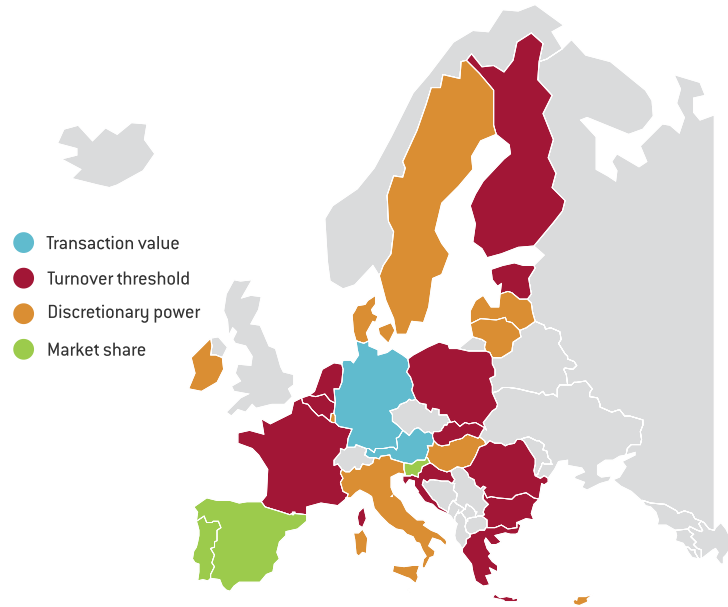 Transaction value
Turnover threshold
Discretionary power
Market share